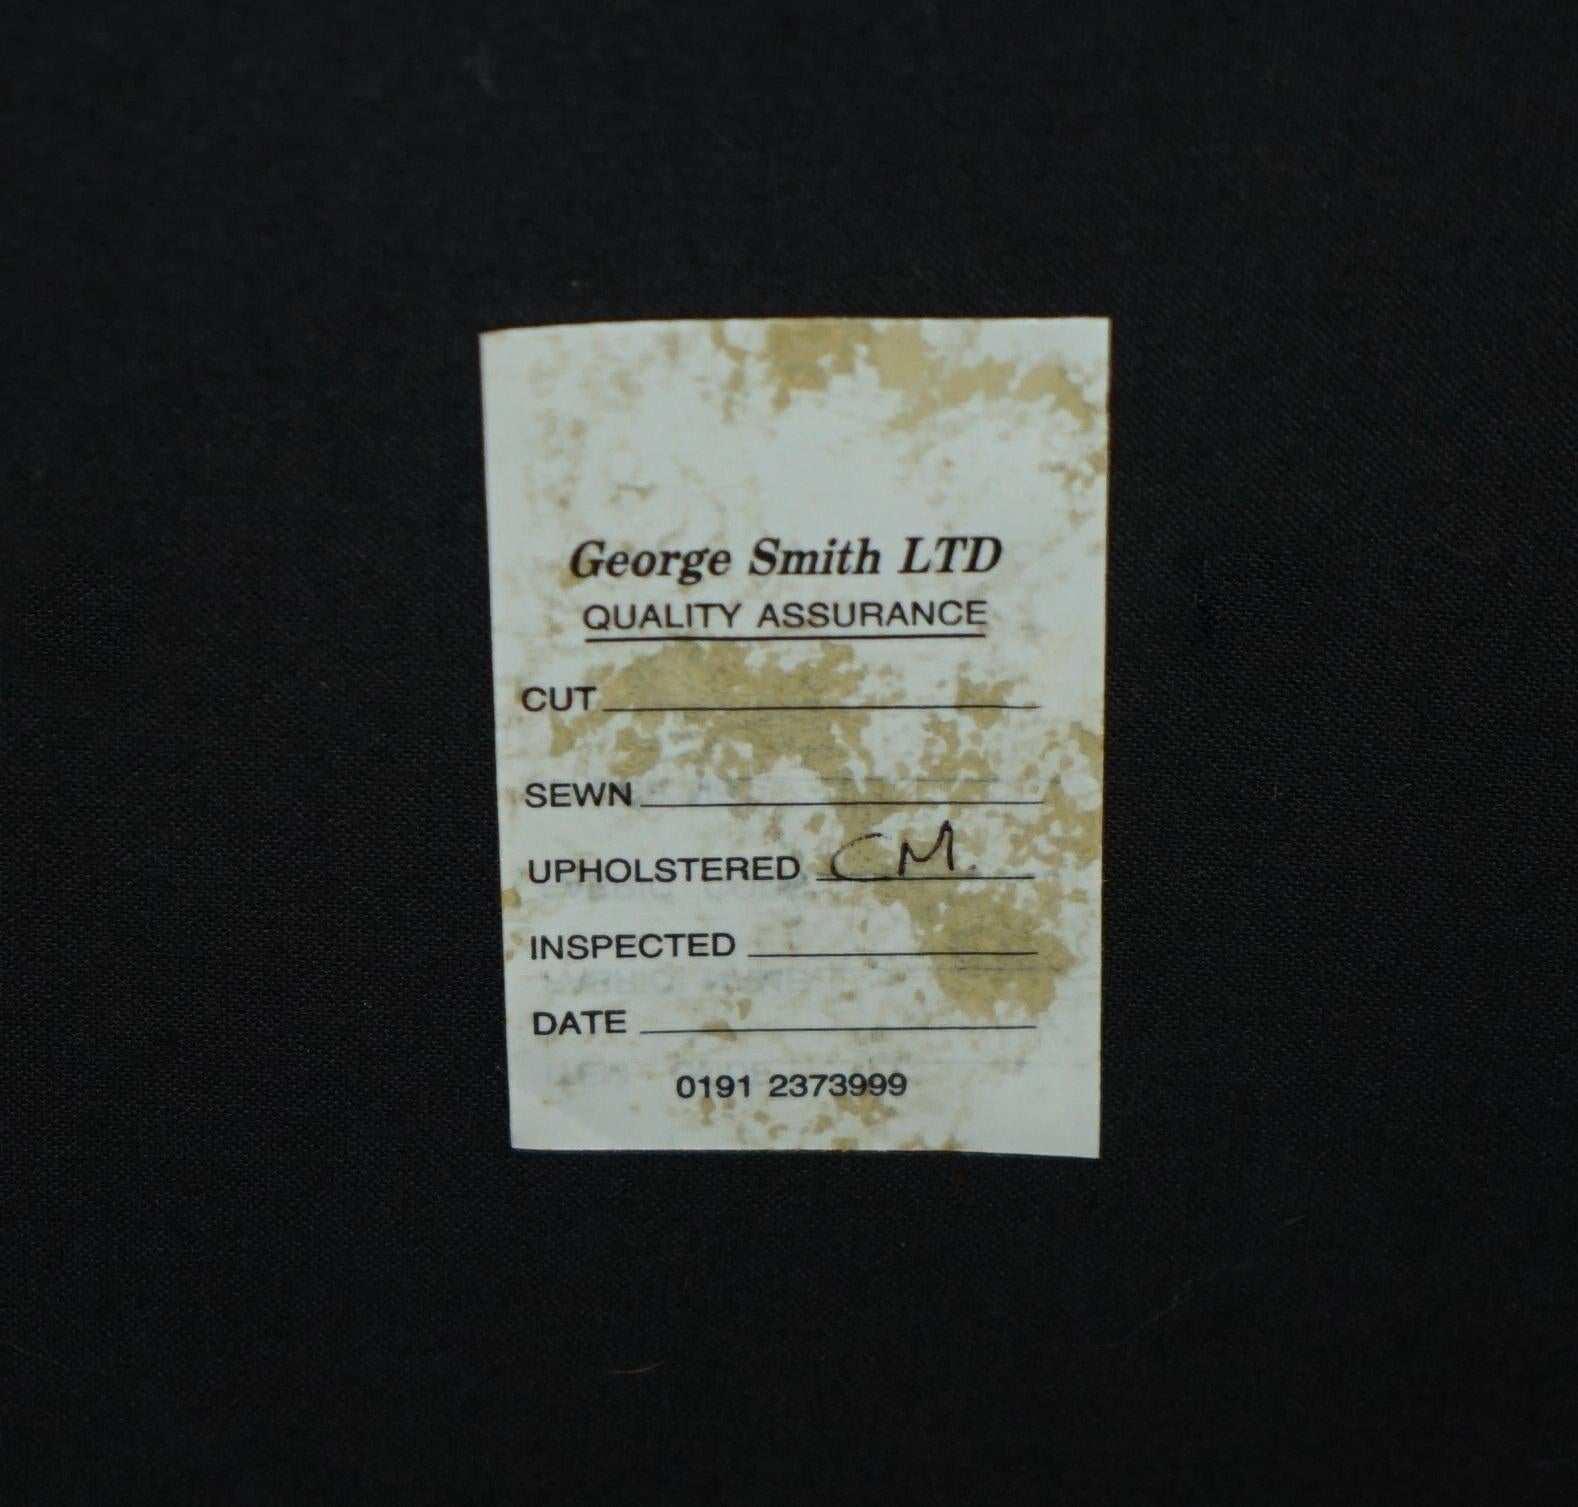 George Smith LTD
QUALITY ASSURANCE
CUT
SEWN
UPHOLSTERED CM.
INSPECTED
DATE
0191 2373999